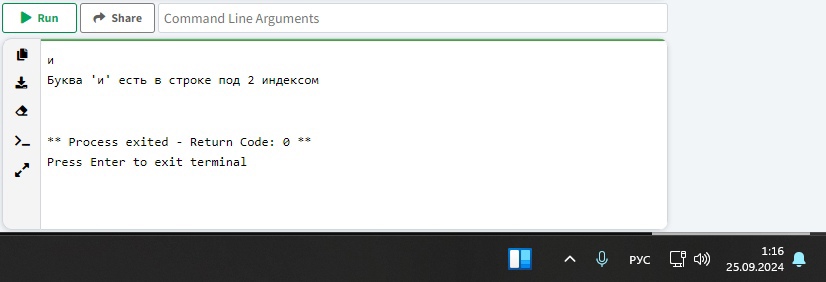 Run
Share
Command Line Arguments
и
Буква 'и' есть в строке под 2 индексом
** Process exited - Return Code: 0 **
Press Enter to exit terminal
РУС
1:16
25.09.2024